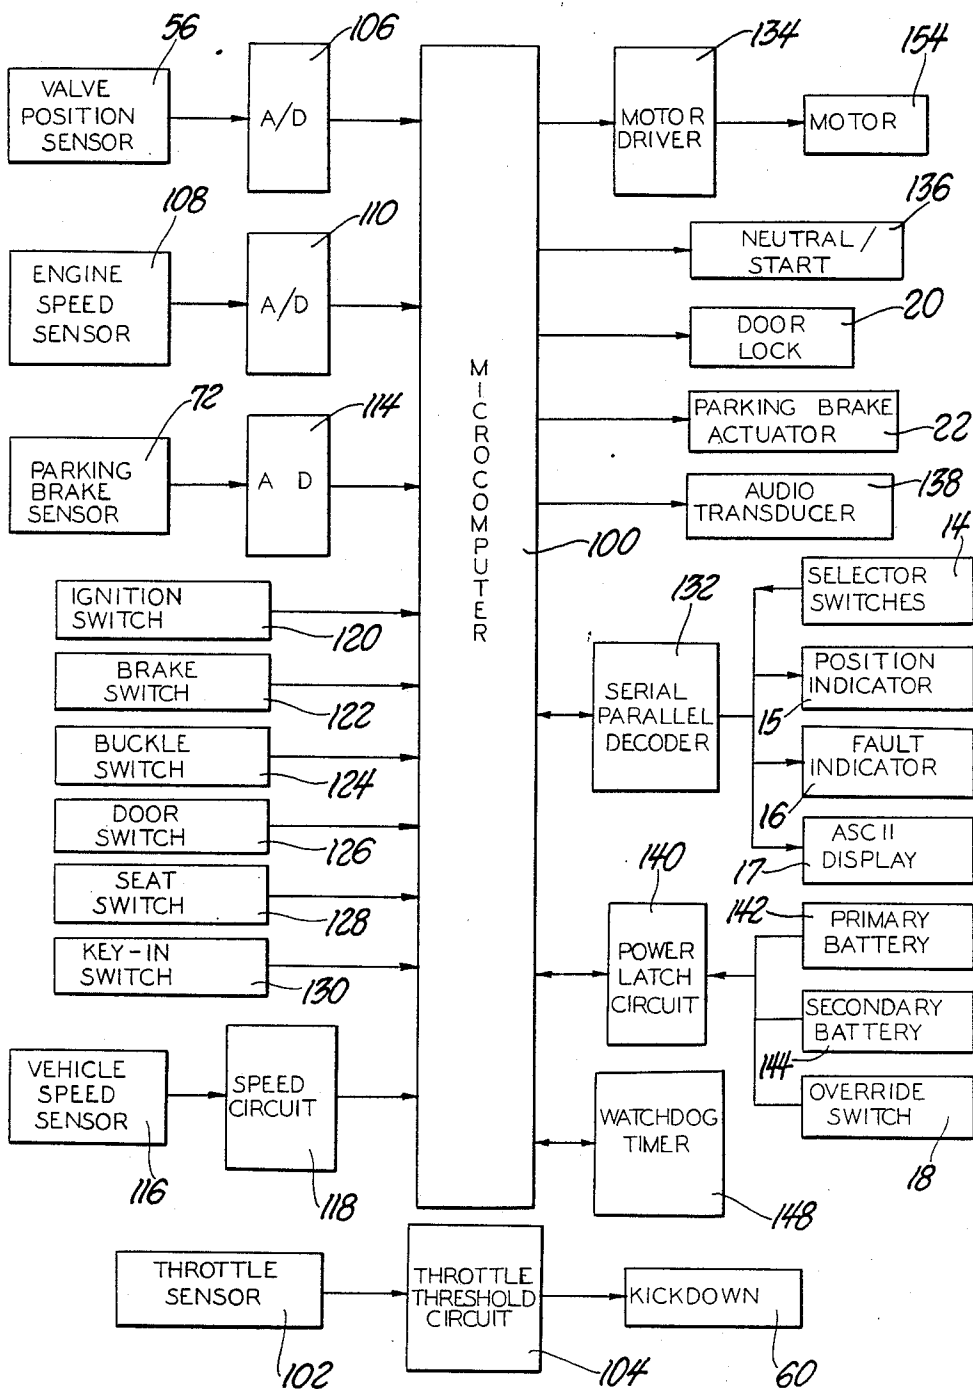 56
VALVE
POSITION
SENSOR
106
A/D
134
MOTOR
DRIVER
154
MOTOR
108
ENGINE
SPEED
SENSOR
110
A/D
136
NEUTRAL/
START
20
DOOR
LOCK
72
PARKING
BRAKE
SENSOR
114
A D
MICROCOMPUTER
100
PARKING BRAKE
ACTUATOR
22
AUDIO
TRANSDUCER
138
IGNITION
SWITCH
120
BRAKE
SWITCH
122
BUCKLE
SWITCH
124
DOOR
SWITCH
126
SEAT
SWITCH
128
KEY-IN
SWITCH
130
132
SERIAL
PARALLEL
DECODER
14
SELECTOR
SWITCHES
POSITION
INDICATOR
15
FAULT
INDICATOR
16
ASCII
DISPLAY
17
140
POWER
LATCH
CIRCUIT
142
PRIMARY
BATTERY
SECONDARY
BATTERY
144
OVERRIDE
SWITCH
18
VEHICLE
SPEED
SENSOR
116
SPEED
CIRCUIT
118
WATCHDOG
TIMER
148
THROTTLE
SENSOR
102
THROTTLE
THRESHOLD
CIRCUIT
104
KICKDOWN
60